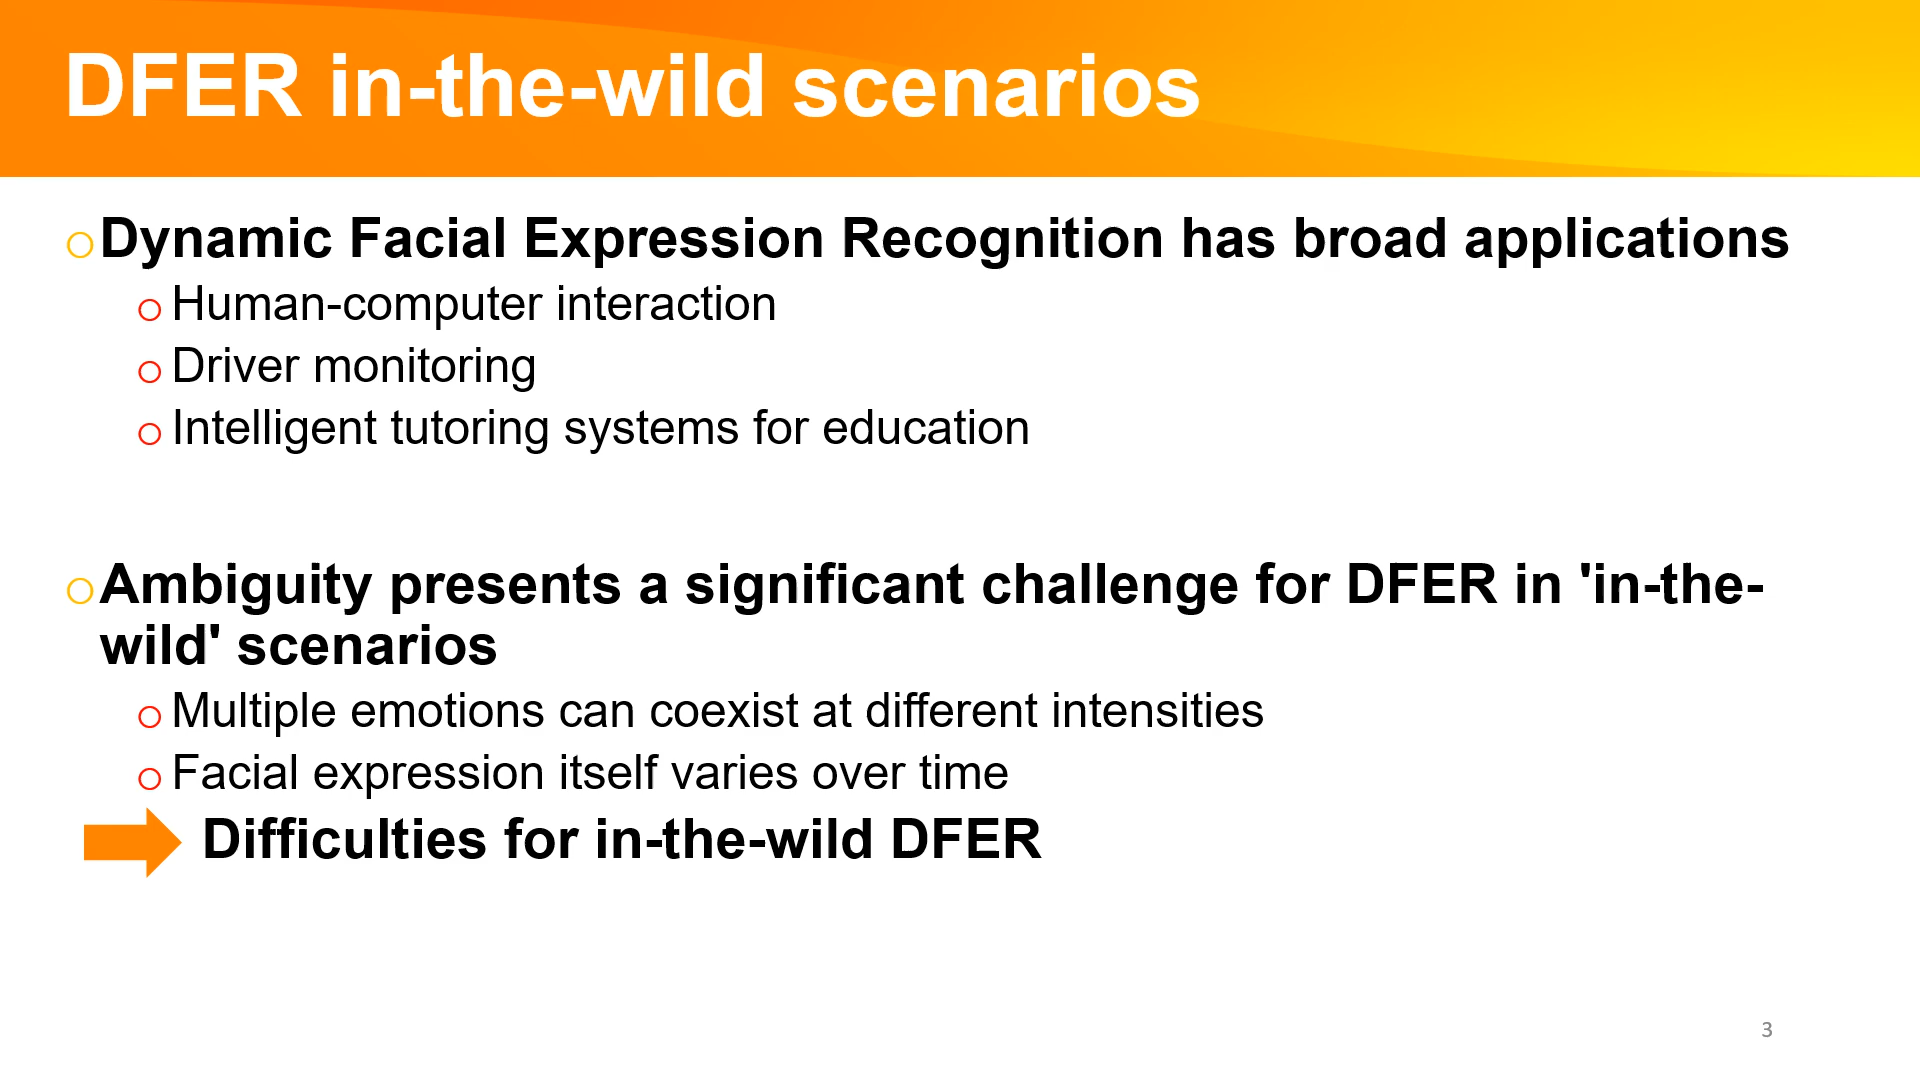 DFER in-the-wild scenarios
Dynamic Facial Expression Recognition has broad applications
Human-computer interaction
Driver monitoring
Intelligent tutoring systems for education
Ambiguity presents a significant challenge for DFER in 'in-the-
wild' scenarios
Multiple emotions can coexist at different intensities
Facial expression itself varies over time
Difficulties for in-the-wild DFER
3